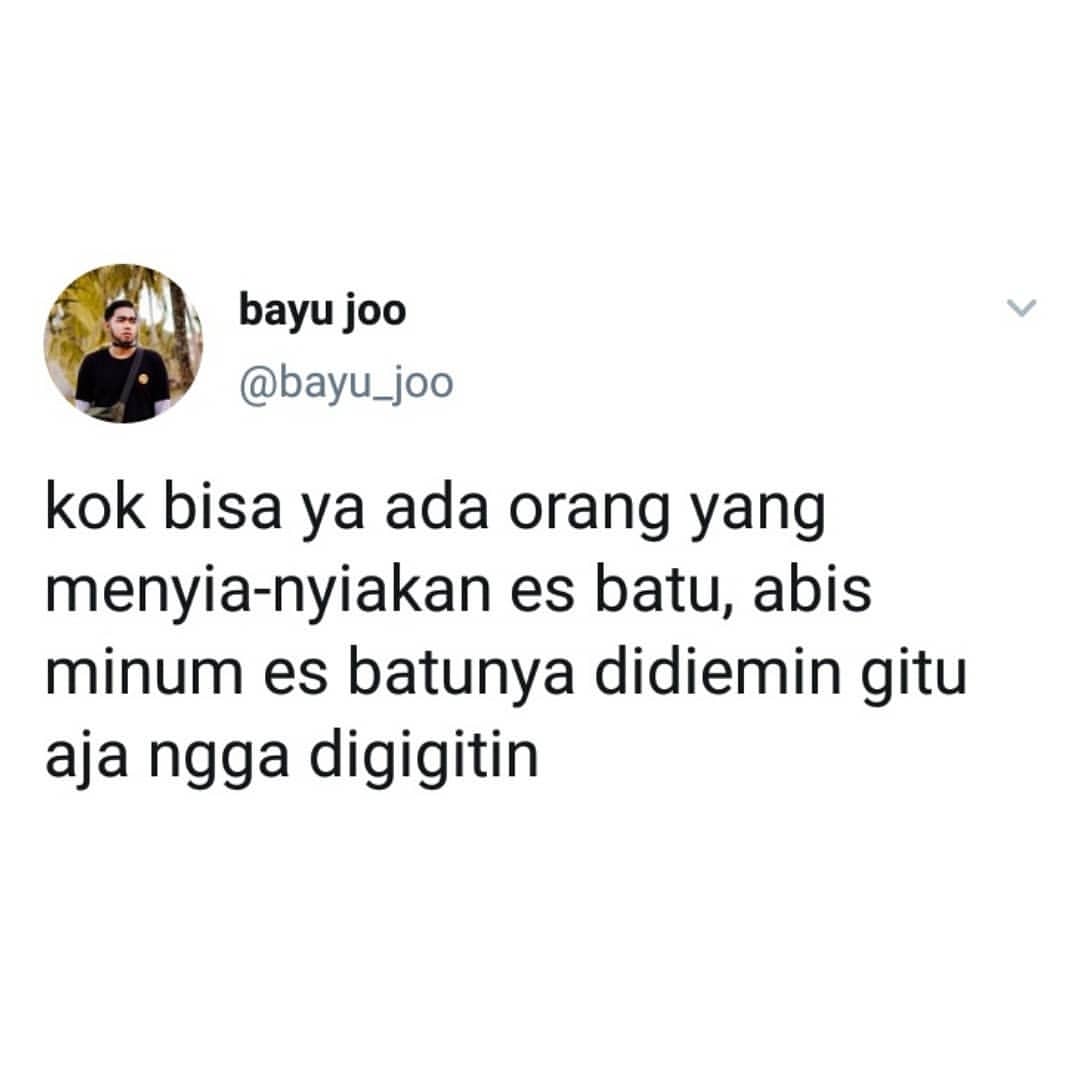 bayu joo
@bayu_joo
kok bisa ya ada orang yang
menyia-nyiakan es batu, abis
minum es batunya didiemin gitu
aja ngga digigitin